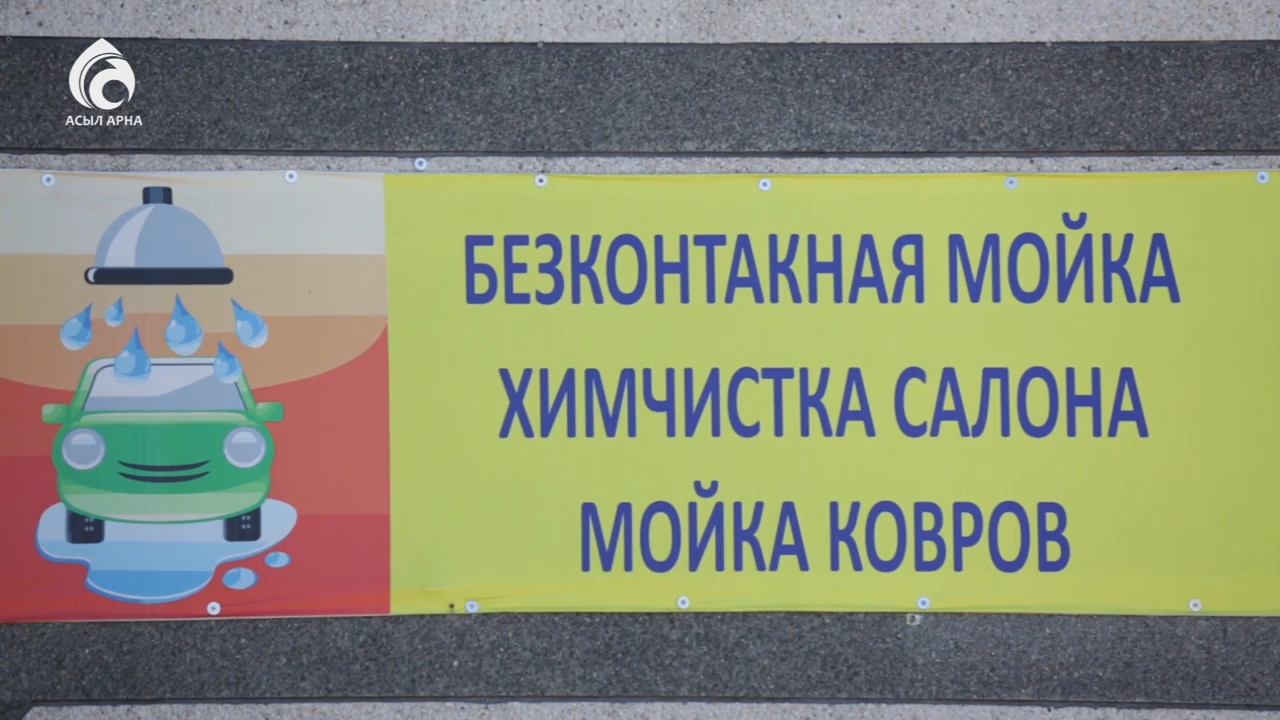 АСЫЛ АРНА
БЕЗКОНТАКНАЯ МОЙКА
ХИМЧИСТКА САЛОНА
МОЙКА КОВРОВ